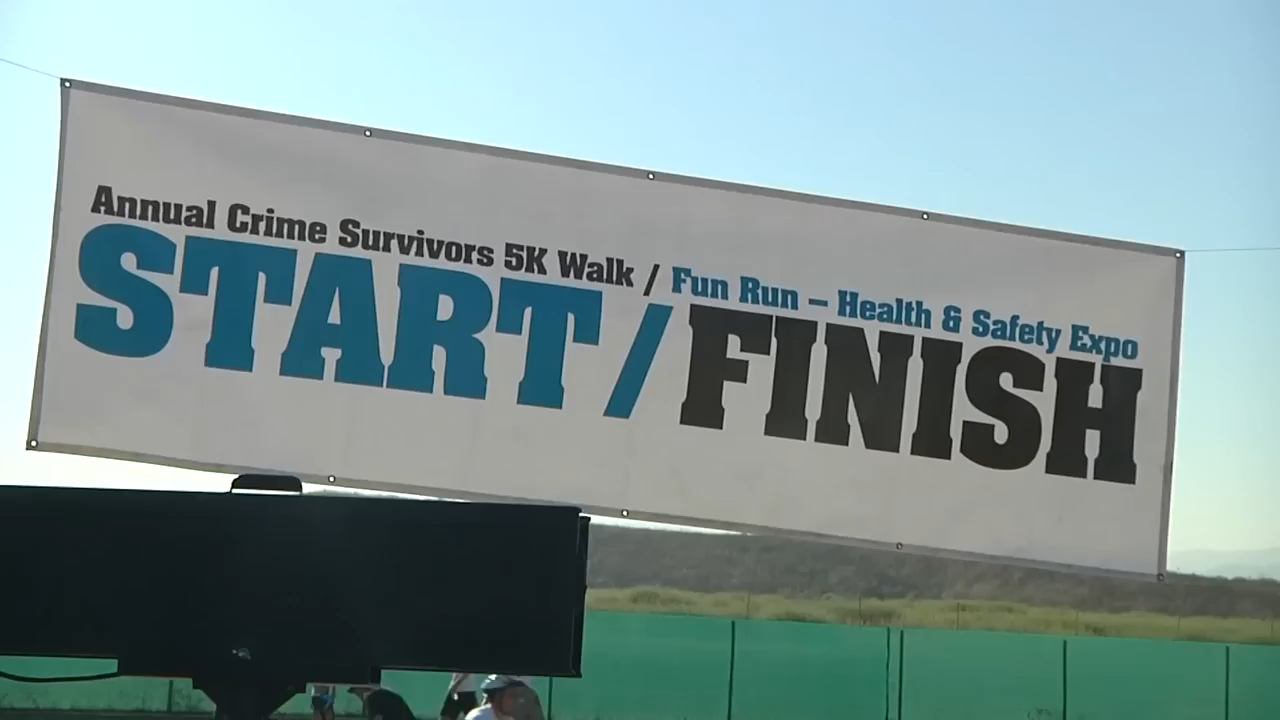 Annual Crime Survivors 5K Walk / Fun Run – Health & Safety Expo
START/FINISH